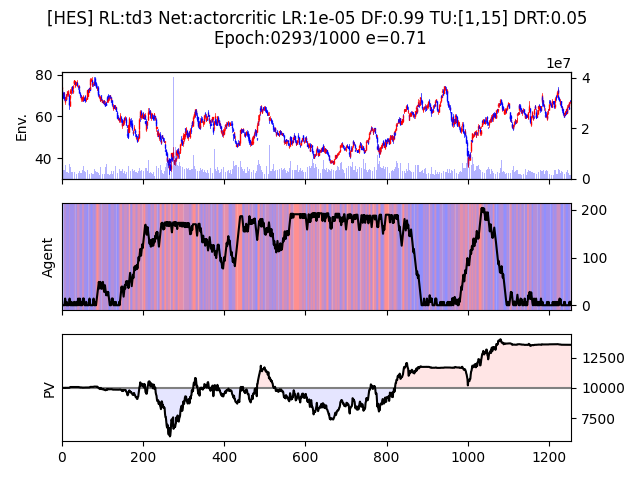 [HES] RL:td3 Net:actorcritic LR:1e-05 DF:0.99 TU:[1,15] DRT:0.05
Epoch:0293/1000 e=0.71
1e7
80
60
40
Env.
4
2
0
Agent
200
100
0
PV
12500
10000
7500
0 200 400 600 800 1000 1200